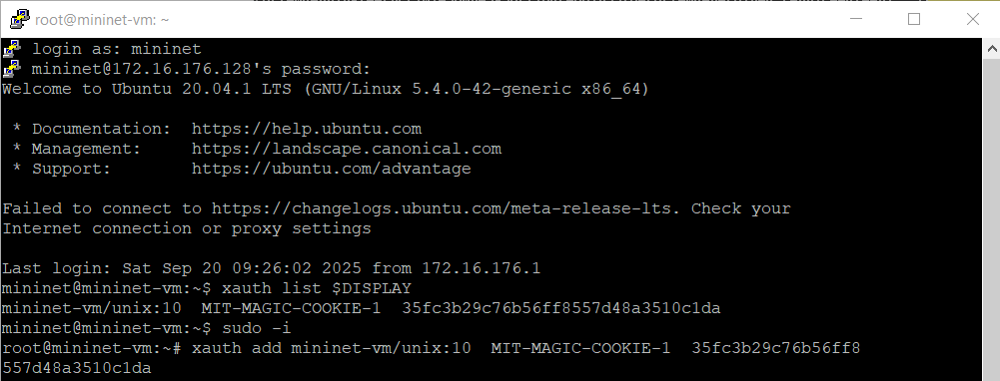 root@mininet-vm: ~
login as: mininet
mininet@172.16.176.128's password:
Welcome to Ubuntu 20.04.1 LTS (GNU/Linux 5.4.0-42-generic x86_64)
* Documentation:  https://help.ubuntu.com
* Management:     https://landscape.canonical.com
* Support:        https://ubuntu.com/advantage
Failed to connect to https://changelogs.ubuntu.com/meta-release-lts. Check your
Internet connection or proxy settings
Last login: Sat Sep 20 09:26:02 2025 from 172.16.176.1
mininet@mininet-vm:~$ xauth list $DISPLAY
mininet-vm/unix:10  MIT-MAGIC-COOKIE-1  35fc3b29c76b56ff8557d48a3510c1da
mininet@mininet-vm:~$ sudo -i
root@mininet-vm:~# xauth add mininet-vm/unix:10  MIT-MAGIC-COOKIE-1  35fc3b29c76b56ff8
557d48a3510c1da